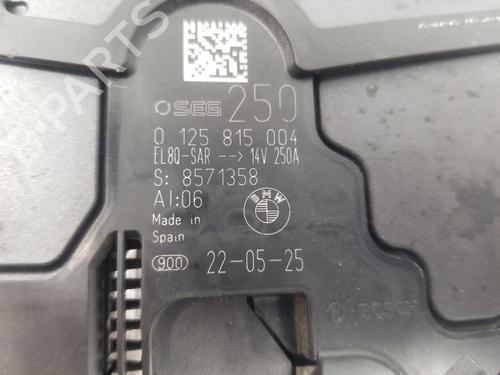 SEG 250
0 125 815 004
EL8Q-SAR --> 14V 250A
S: 8571358
AI:06
BMW
Made in
Spain
900 22-05-25
BOSCH